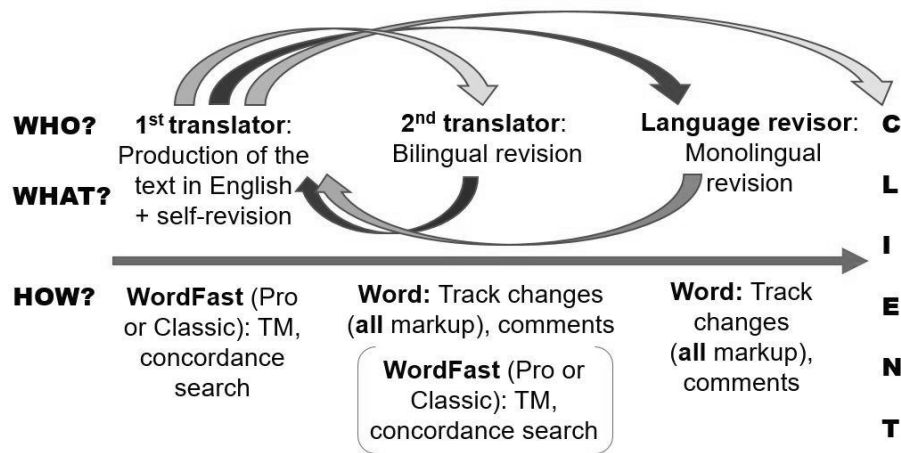 WHO?
1st translator:
2nd translator:
Language revisor:
Production of the
Bilingual revision
Monolingual
text in English
revision
WHAT?
+ self-revision
HOW?
WordFast (Pro
or Classic): TM,
concordance
search
Word: Track changes
(all markup), comments
WordFast (Pro or
Classic): TM,
concordance search
Word: Track
changes
(all markup),
comments
C
L
I
E
N
T